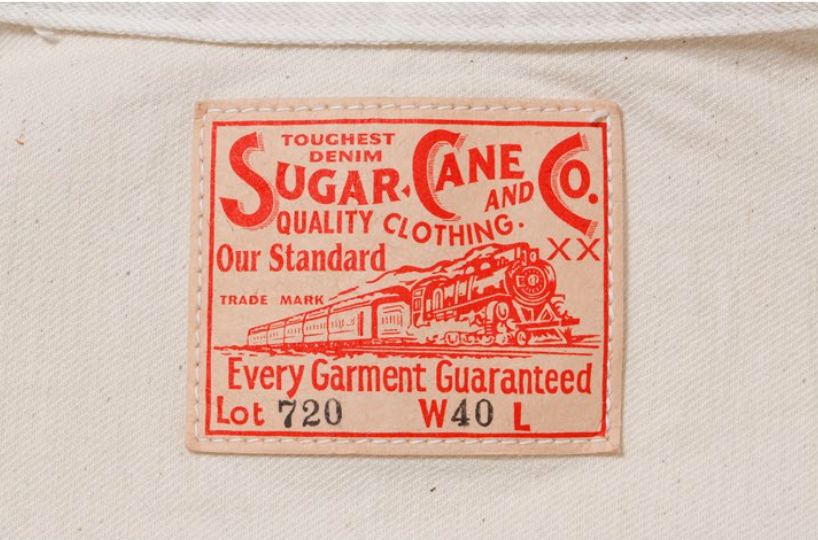 TOUGHEST
DENIM
SUGAR CANE AND CO.
QUALITY CLOTHING.
Our Standard XX
TRADE MARK
Every Garment Guaranteed
Lot 720 W40 L